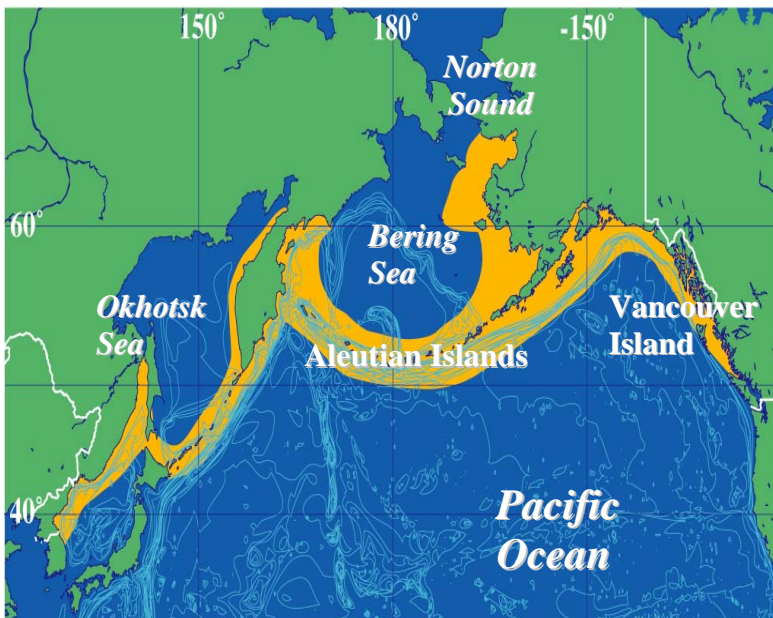 150°
180°
-150°
Norton
Sound
60°
Bering
Sea
Okhotsk
Sea
Vancouver
Island
Aleutian Islands
40°
Pacific
Ocean